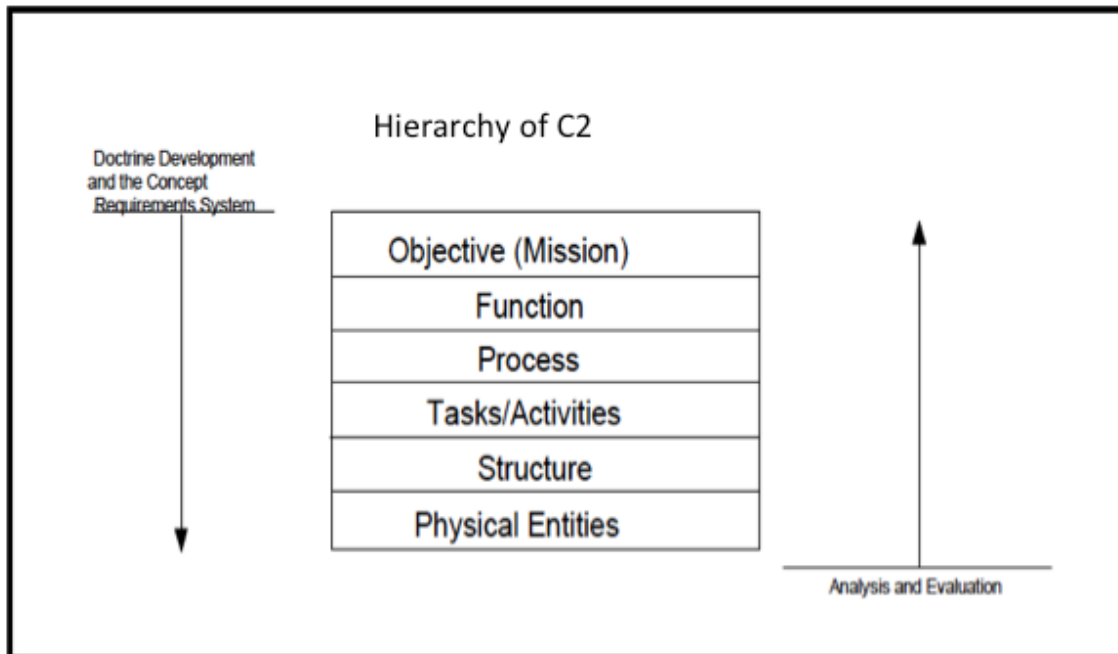 Hierarchy of C2
Doctrine Development
and the Concept
Requirements System
Objective (Mission)
Function
Process
Tasks/Activities
Structure
Physical Entities
Analysis and Evaluation